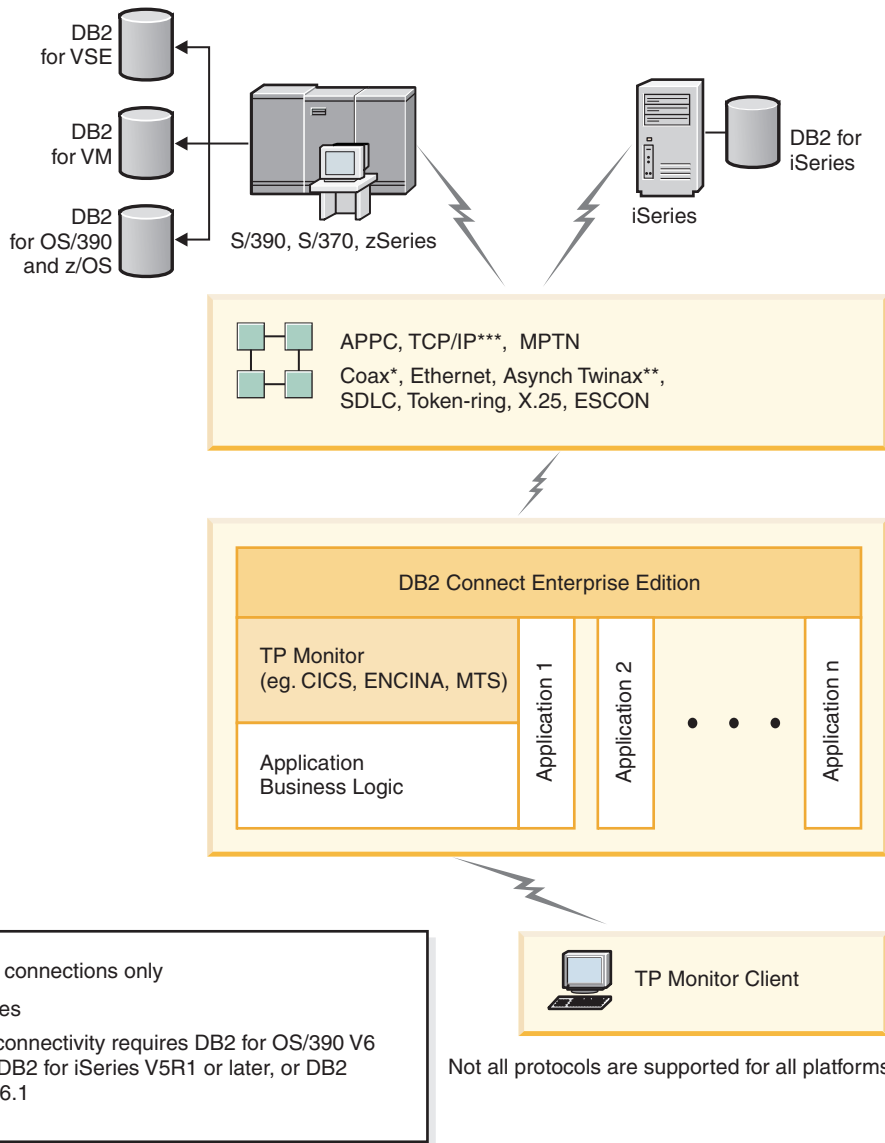 DB2
for VSE
DB2
for VM
DB2
for OS/390
and z/OS
S/390, S/370, zSeries
DB2 for
iSeries
iSeries
APPC, TCP/IP***, MPTN
Coax*, Ethernet, Asynch Twinax**,
SDLC, Token-ring, X.25, ESCON
DB2 Connect Enterprise Edition
TP Monitor
(eg. CICS, ENCINA, MTS)
Application
Business Logic
Application 1
Application 2
• • •
Application n
TP Monitor Client
connections only
es
connectivity requires DB2 for OS/390 V6
DB2 for iSeries V5R1 or later, or DB2
6.1
Not all protocols are supported for all platforms